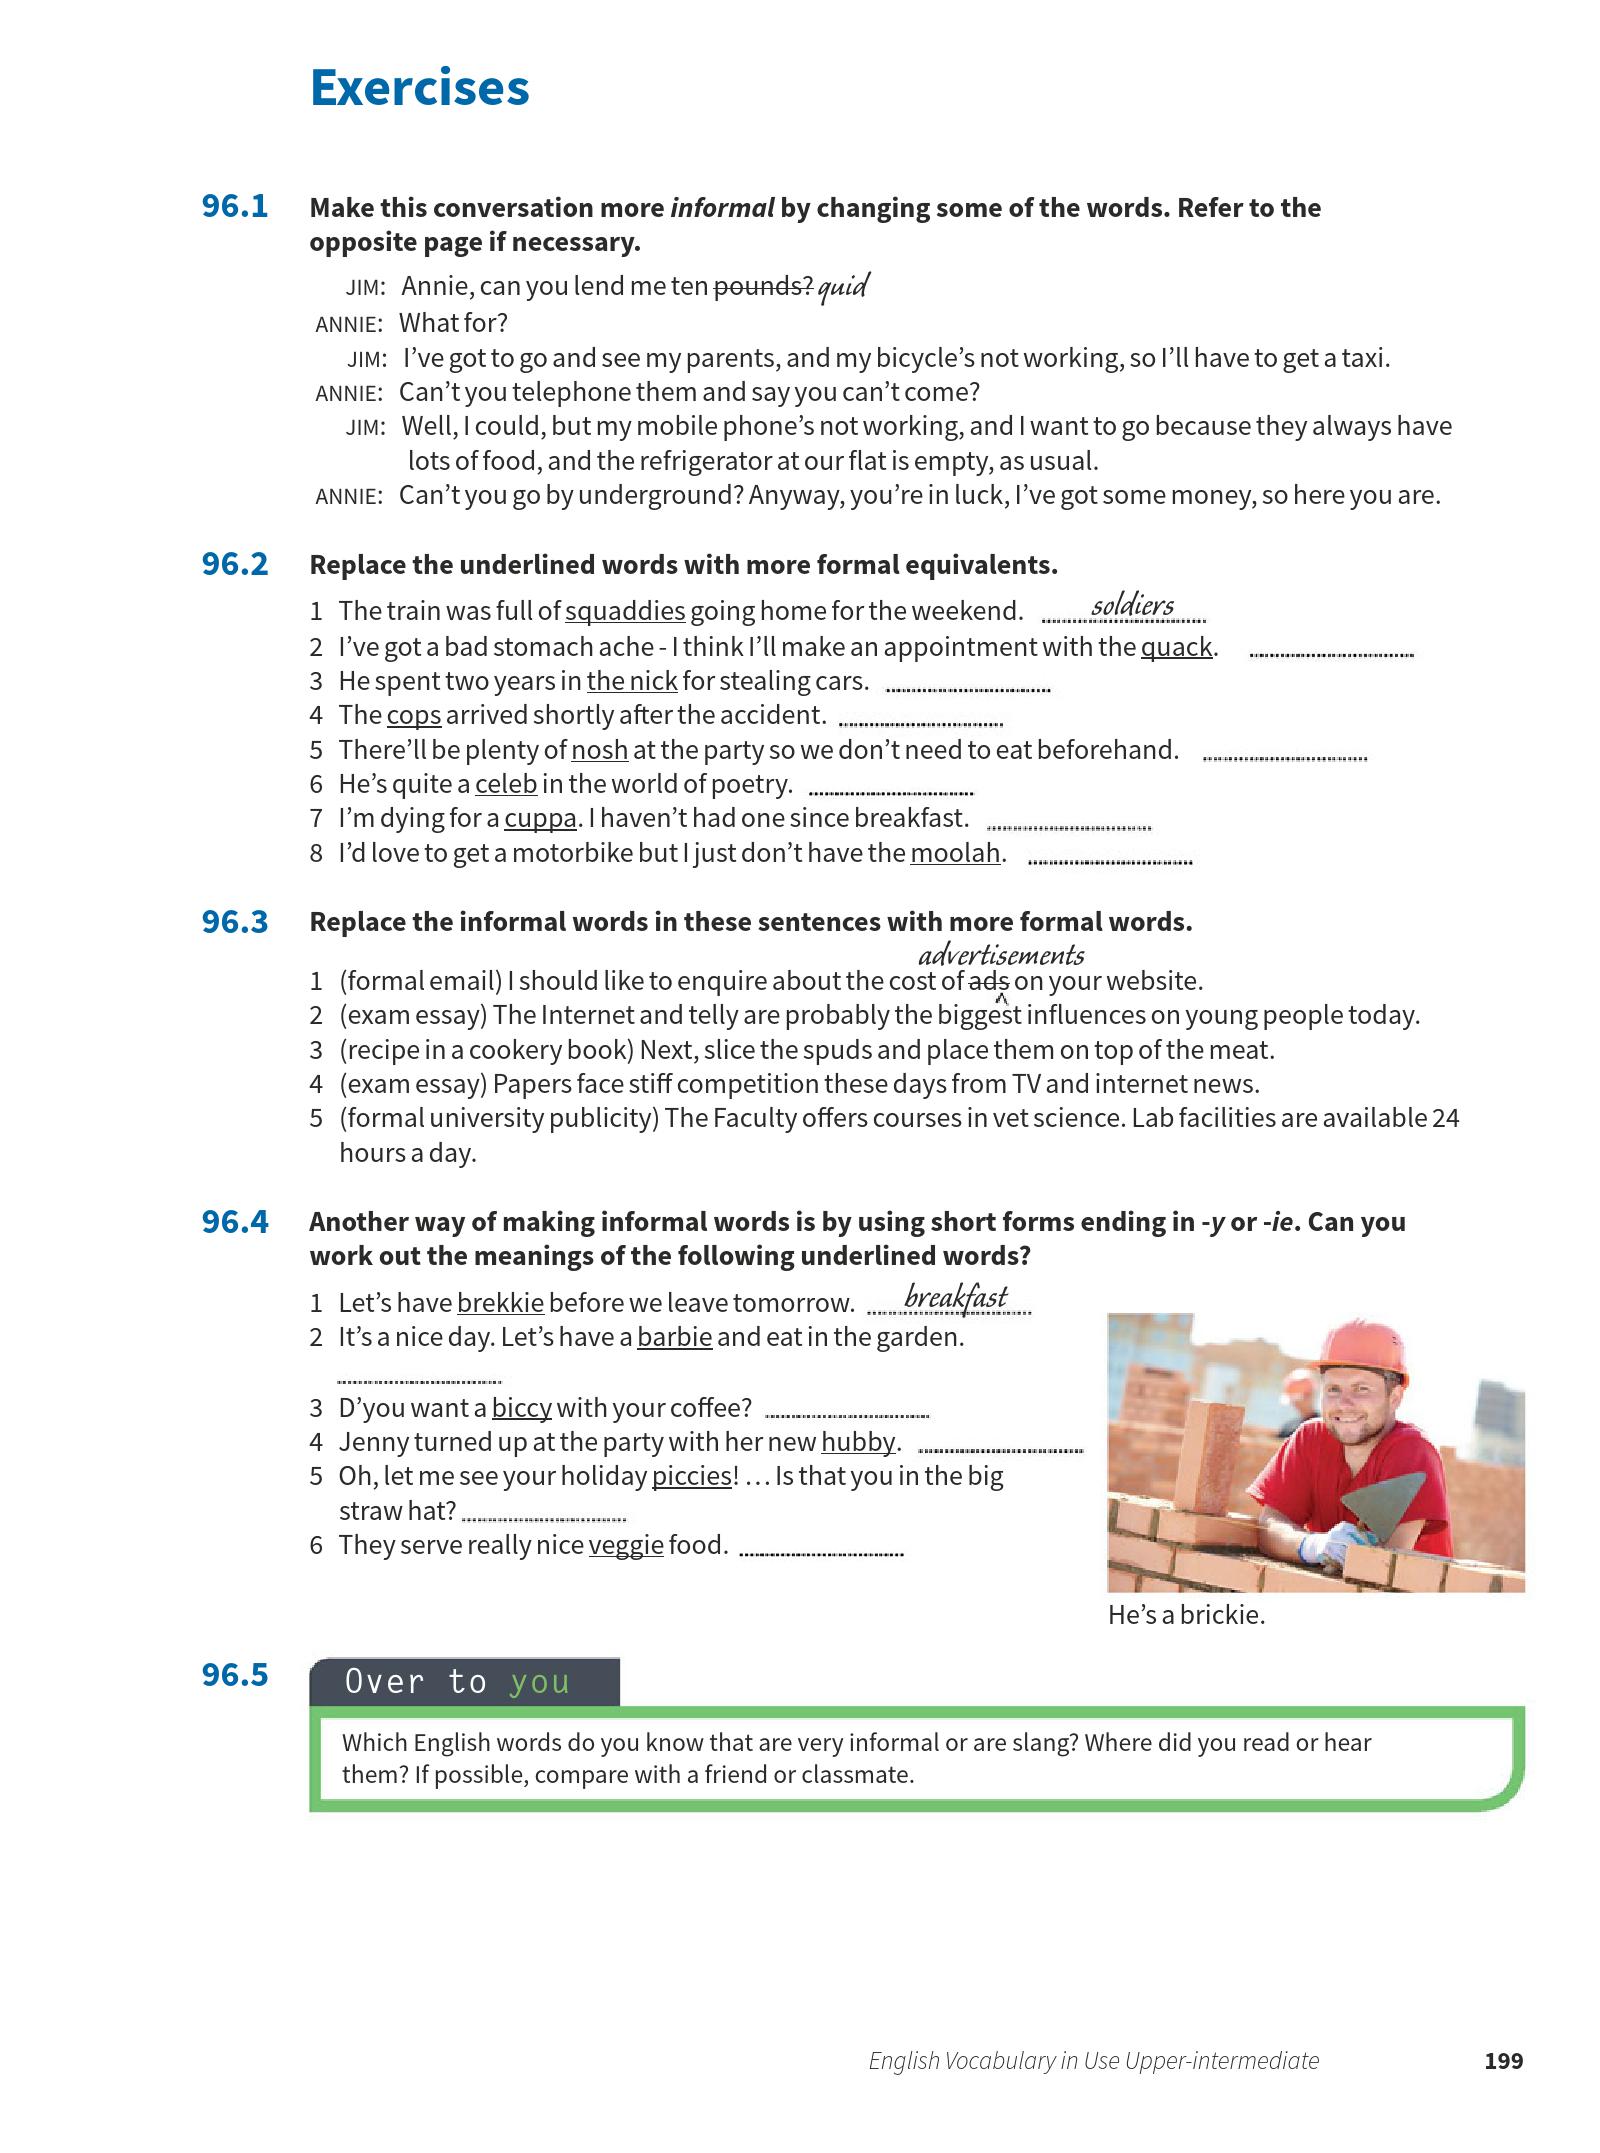 Exercises
96.1 Make this conversation more informal by changing some of the words. Refer to the
opposite page if necessary.
JIM: Annie, can you lend me ten pounds? quid
ANNIE: What for?
JIM: I’ve got to go and see my parents, and my bicycle’s not working, so I’ll have to get a taxi.
ANNIE: Can’t you telephone them and say you can’t come?
JIM: Well, I could, but my mobile phone’s not working, and I want to go because they always have
lots of food, and the refrigerator at our flat is empty, as usual.
ANNIE: Can’t you go by underground? Anyway, you’re in luck, I’ve got some money, so here you are.
96.2 Replace the underlined words with more formal equivalents.
1 The train was full of squaddies going home for the weekend. soldiers
2 I’ve got a bad stomach ache - I think I’ll make an appointment with the quack.
3 He spent two years in the nick for stealing cars.
4 The cops arrived shortly after the accident.
5 There’ll be plenty of nosh at the party so we don’t need to eat beforehand.
6 He’s quite a celeb in the world of poetry.
7 I’m dying for a cuppa. I haven’t had one since breakfast.
8 I’d love to get a motorbike but I just don’t have the moolah.
96.3 Replace the informal words in these sentences with more formal words.
advertisements
1 (formal email) I should like to enquire about the cost of ads on your website.
2 (exam essay) The Internet and telly are probably the biggest influences on young people today.
3 (recipe in a cookery book) Next, slice the spuds and place them on top of the meat.
4 (exam essay) Papers face stiff competition these days from TV and internet news.
5 (formal university publicity) The Faculty offers courses in vet science. Lab facilities are available 24
hours a day.
96.4 Another way of making informal words is by using short forms ending in -y or -ie. Can you
work out the meanings of the following underlined words?
1 Let’s have brekkie before we leave tomorrow. breakfast
2 It’s a nice day. Let’s have a barbie and eat in the garden.
3 D’you want a biccy with your coffee?
4 Jenny turned up at the party with her new hubby.
5 Oh, let me see your holiday piccies! … Is that you in the big
straw hat?
6 They serve really nice veggie food.
He’s a brickie.
96.5 Over to you
Which English words do you know that are very informal or are slang? Where did you read or hear
them? If possible, compare with a friend or classmate.
English Vocabulary in Use Upper-intermediate 199